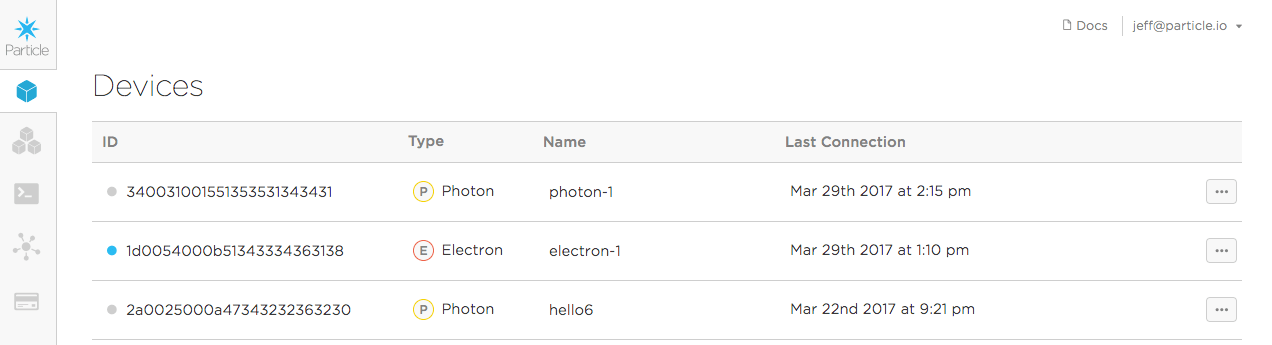 Particle
Docs jeff@particle.io
Devices
ID Type Name Last Connection
340031001551353531343431 P Photon photon-1 Mar 29th 2017 at 2:15 pm
1d0054000b51343334363138 E Electron electron-1 Mar 29th 2017 at 1:10 pm
2a0025000a47343232363230 P Photon hello6 Mar 22nd 2017 at 9:21 pm